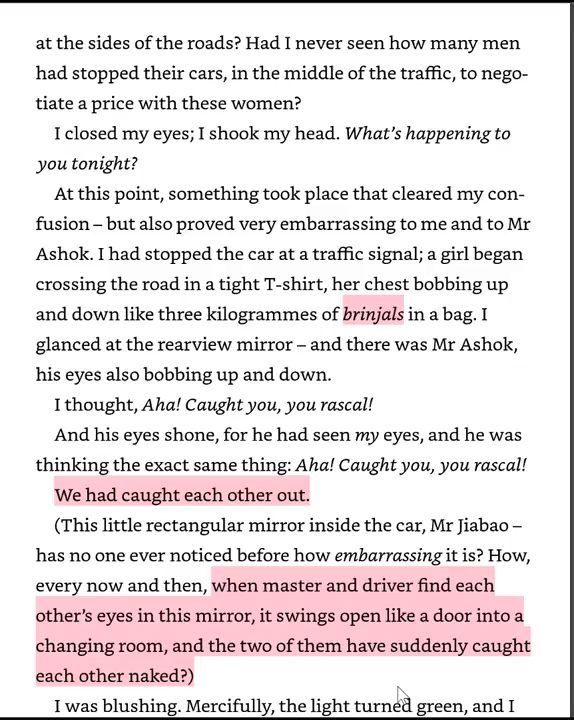 at the sides of the roads? Had I never seen how many men
had stopped their cars, in the middle of the traffic, to nego-
tiate a price with these women?
I closed my eyes; I shook my head. What's happening to
you tonight?
At this point, something took place that cleared my con-
fusion – but also proved very embarrassing to me and to Mr
Ashok. I had stopped the car at a traffic signal; a girl began
crossing the road in a tight T-shirt, her chest bobbing up
and down like three kilogrammes of brinjals in a bag. I
glanced at the rearview mirror – and there was Mr Ashok,
his eyes also bobbing up and down.
I thought, Aha! Caught you, you rascal!
And his eyes shone, for he had seen my eyes, and he was
thinking the exact same thing: Aha! Caught you, you rascal!
We had caught each other out.
(This little rectangular mirror inside the car, Mr Jiabao –
has no one ever noticed before how embarrassing it is? How,
every now and then, when master and driver find each
other's eyes in this mirror, it swings open like a door into a
changing room, and the two of them have suddenly caught
each other naked?)
I was blushing. Mercifully, the light turned green, and I